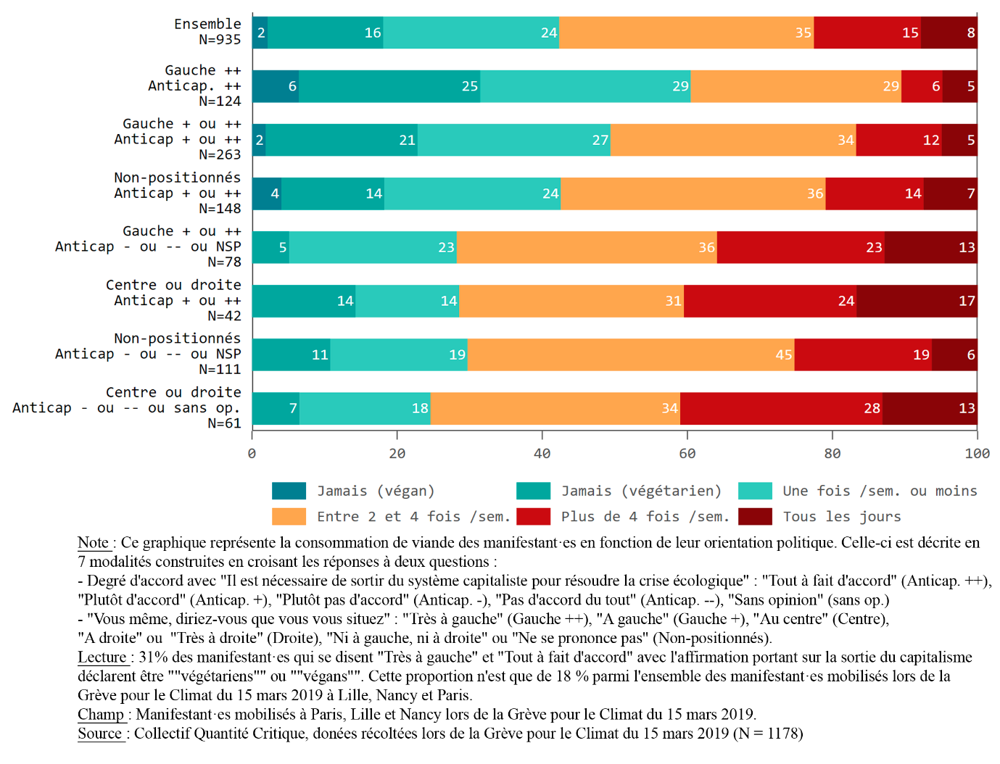 Ensemble
N=935
2 16 24 35 15 8
Gauche ++
Anticap. ++
N=124
6 25 29 29 6 5
Gauche + ou ++
Anticap + ou ++
N=263
2 21 27 34 12 5
Non-positionnés
Anticap + ou ++
N=148
4 14 24 36 14 7
Gauche + ou ++
Anticap - ou -- ou NSP
N=78
5 23 36 23 13
Centre ou droite
Anticap + ou ++
N=42
14 14 31 24 17
Non-positionnés
Anticap - ou -- ou NSP
N=111
11 19 45 19 6
Centre ou droite
Anticap - ou -- ou sans op.
N=61
7 18 34 28 13
0 20 40 60 80 100
Jamais (végan) Jamais (végétarien) Une fois /sem. ou moins
Entre 2 et 4 fois /sem. Plus de 4 fois /sem. Tous les jours
Note : Ce graphique représente la consommation de viande des manifestant·es en fonction de leur orientation politique. Celle-ci est décrite en
7 modalités construites en croisant les réponses à deux questions :
- Degré d'accord avec "Il est nécessaire de sortir du système capitaliste pour résoudre la crise écologique" : "Tout à fait d'accord" (Anticap. ++),
"Plutôt d'accord" (Anticap. +), "Plutôt pas d'accord" (Anticap. -), "Pas d'accord du tout" (Anticap. --), "Sans opinion" (sans op.)
- "Vous même, diriez-vous que vous vous situez" : "Très à gauche" (Gauche ++), "A gauche" (Gauche +), "Au centre" (Centre),
"A droite" ou "Très à droite" (Droite), "Ni à gauche, ni à droite" ou "Ne se prononce pas" (Non-positionnés).
Lecture : 31% des manifestant·es qui se disent "Très à gauche" et "Tout à fait d'accord" avec l'affirmation portant sur la sortie du capitalisme
déclarent être ""végétariens"" ou ""végans"". Cette proportion n'est que de 18 % parmi l'ensemble des manifestant·es mobilisés lors de la
Grève pour le Climat du 15 mars 2019 à Lille, Nancy et Paris.
Champ : Manifestant·es mobilisés à Paris, Lille et Nancy lors de la Grève pour le Climat du 15 mars 2019.
Source : Collectif Quantité Critique, donées récoltées lors de la Grève pour le Climat du 15 mars 2019 (N = 1178)